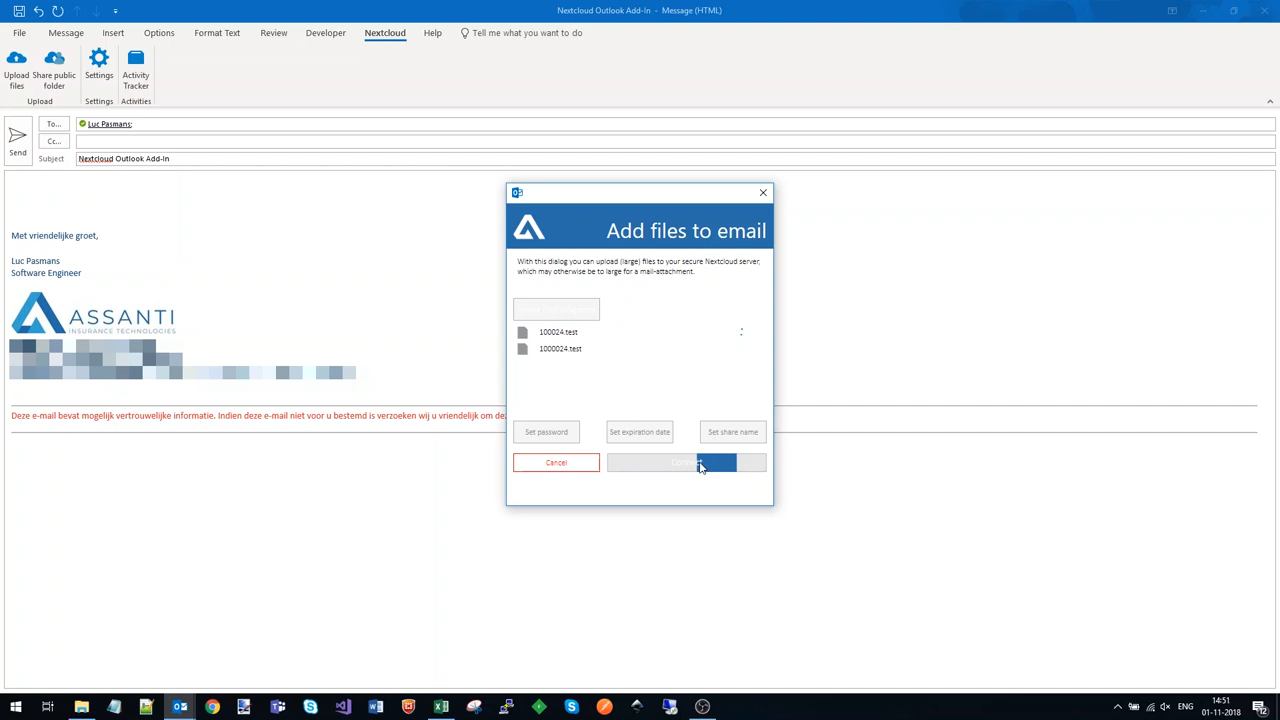 Nextcloud Outlook Add-In - Message (HTML)
File Message Insert Options Format Text Review Developer Nextcloud Help Tell me what you want to do
Upload files
Share public folder
Settings
Activity Tracker
Upload Settings Activities
Send
To... Luc Pasmans;
Cc...
Subject Nextcloud Outlook Add-In
Met vriendelijke groet,
Luc Pasmans
Software Engineer
ASSANTI
INSURANCE TECHNOLOGIES
Deze e-mail bevat mogelijk vertrouwelijke informatie. Indien deze e-mail niet voor u bestemd is verzoeken wij u vriendelijk om de
Add files to email
With this dialog you can upload (large) files to your secure Nextcloud server,
which may otherwise be to large for a mail-attachment.
100024.test
1000024.test
Set password Set expiration date Set share name
Cancel
ENG
14:51
01-11-2018
12